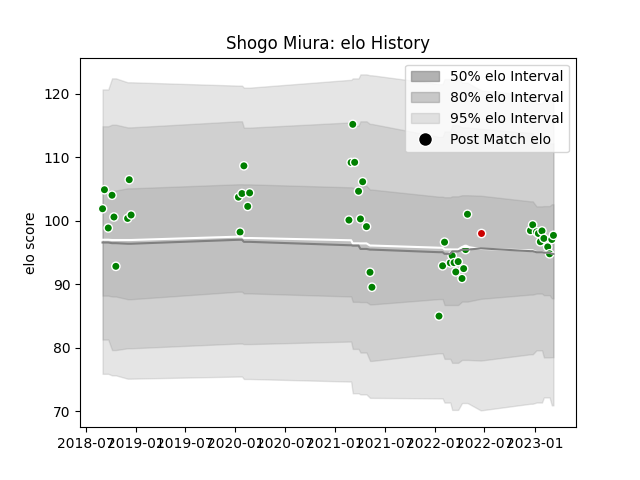 Shogo Miura: elo History
50% elo Interval
80% elo Interval
95% elo Interval
Post Match elo
elo score
120
110
100
90
80
70
2018-07 2019-01 2019-07 2020-01 2020-07 2021-01 2021-07 2022-01 2022-07 2023-01